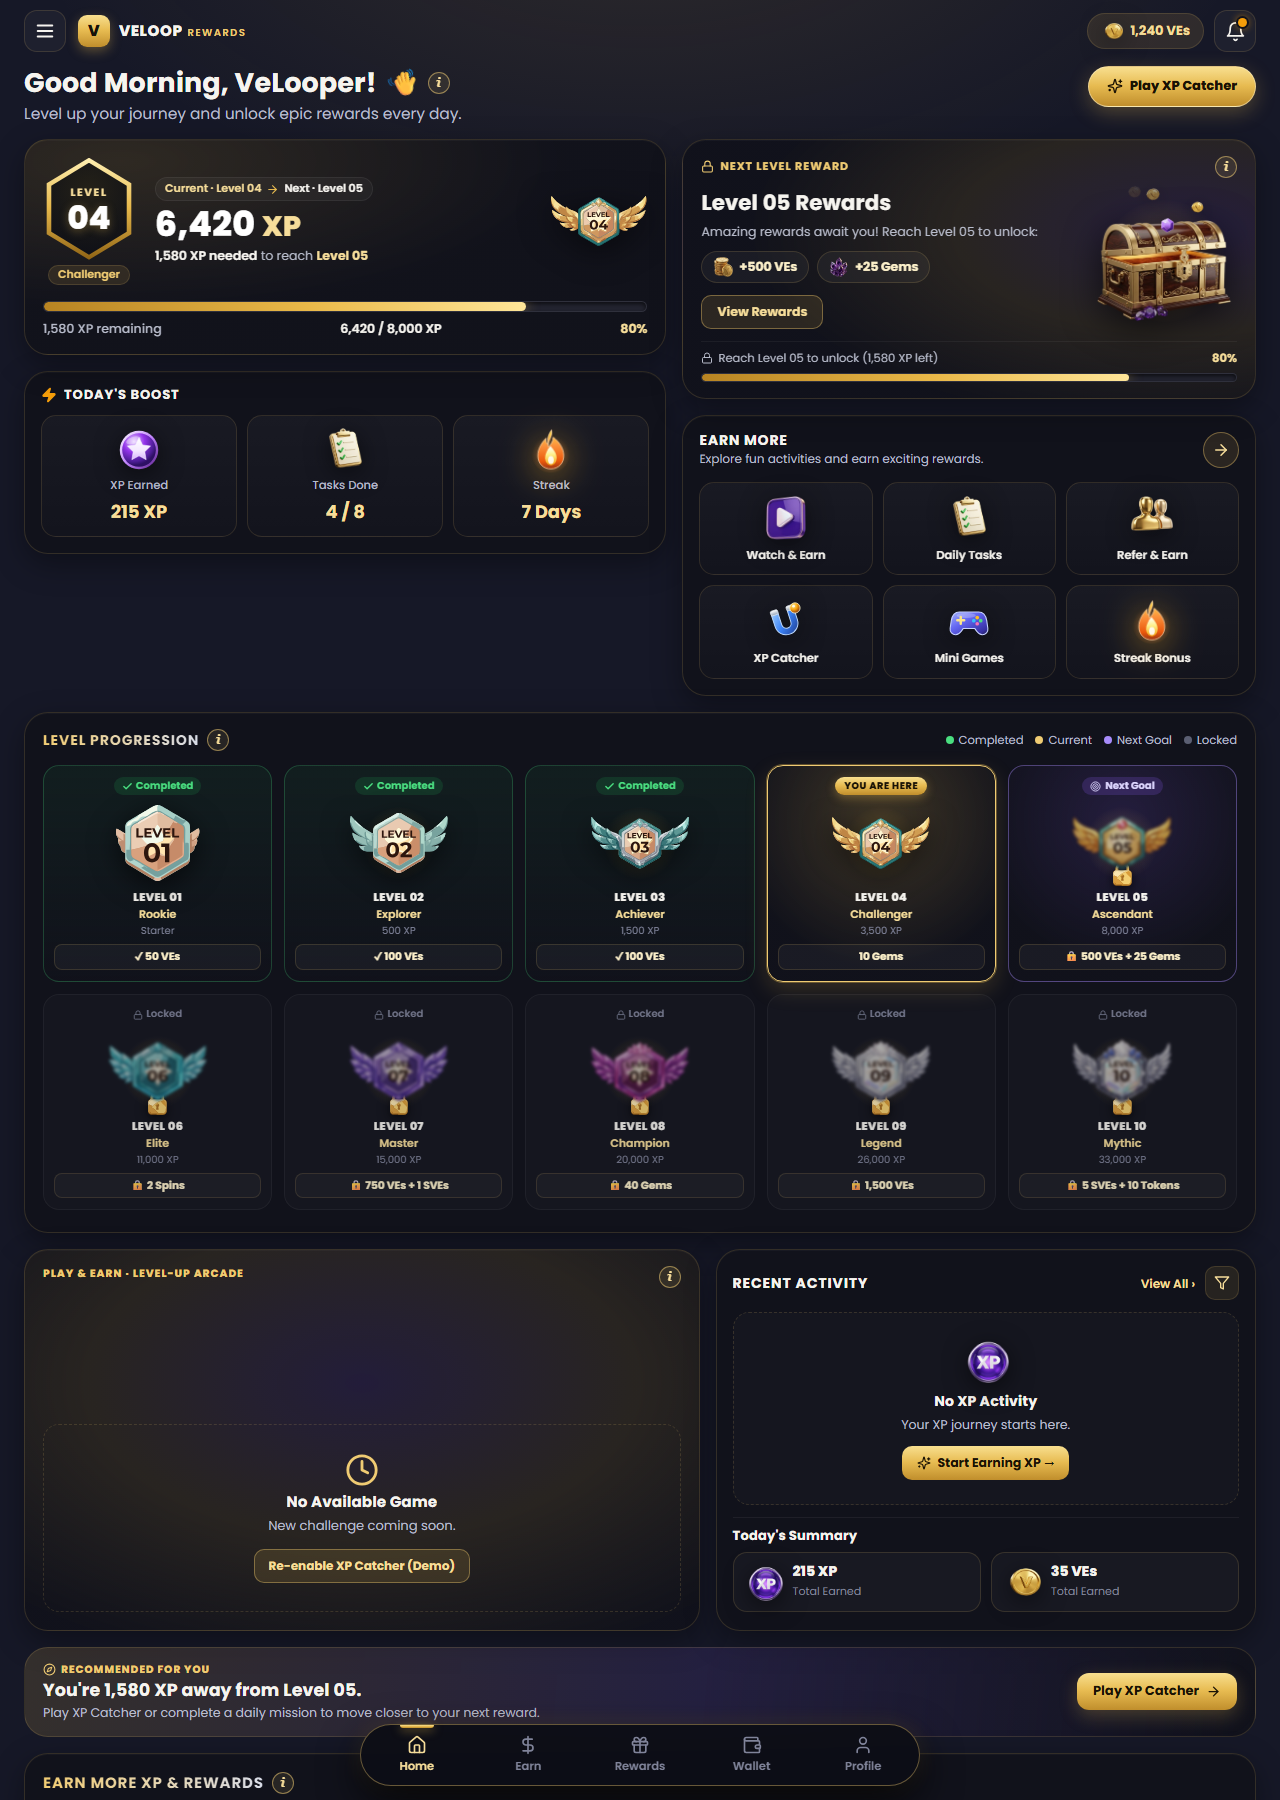 V VELOOP REWARDS
1,240 VEs
Good Morning, VeLooper! 👋 i
Level up your journey and unlock epic rewards every day.
Play XP Catcher
LEVEL
04
Challenger
Current · Level 04 → Next · Level 05
6,420 XP
1,580 XP needed to reach Level 05
LEVEL
04
1,580 XP remaining
6,420 / 8,000 XP
80%
NEXT LEVEL REWARD
i
Level 05 Rewards
Amazing rewards await you! Reach Level 05 to unlock:
+500 VEs
+25 Gems
View Rewards
Reach Level 05 to unlock (1,580 XP left)
80%
TODAY'S BOOST
XP Earned
215 XP
Tasks Done
4 / 8
Streak
7 Days
EARN MORE
Explore fun activities and earn exciting rewards.
→
Watch & Earn
Daily Tasks
Refer & Earn
XP Catcher
Mini Games
Streak Bonus
LEVEL PROGRESSION i
Completed
Current
Next Goal
Locked
✓ Completed
LEVEL
01
LEVEL 01
Rookie
Starter
✓ 50 VEs
✓ Completed
LEVEL
02
LEVEL 02
Explorer
500 XP
✓ 100 VEs
✓ Completed
LEVEL
03
LEVEL 03
Achiever
1,500 XP
✓ 100 VEs
YOU ARE HERE
LEVEL
04
LEVEL 04
Challenger
3,500 XP
10 Gems
Next Goal
05
LEVEL 05
Ascendant
8,000 XP
🔒 500 VEs + 25 Gems
Locked
06
LEVEL 06
Elite
11,000 XP
🔒 2 Spins
Locked
07
LEVEL 07
Master
15,000 XP
🔒 750 VEs + 1 SVEs
Locked
08
LEVEL 08
Champion
20,000 XP
🔒 40 Gems
Locked
09
LEVEL 09
Legend
26,000 XP
🔒 1,500 VEs
Locked
10
LEVEL 10
Mythic
33,000 XP
🔒 5 SVEs + 10 Tokens
PLAY & EARN · LEVEL-UP ARCADE
i
No Available Game
New challenge coming soon.
Re-enable XP Catcher (Demo)
RECENT ACTIVITY
View All ›
XP
No XP Activity
Your XP journey starts here.
Start Earning XP →
Today's Summary
XP
215 XP
Total Earned
V
35 VEs
Total Earned
RECOMMENDED FOR YOU
You're 1,580 XP away from Level 05.
Play XP Catcher or complete a daily mission to move closer to your next reward.
Play XP Catcher →
Home
Earn
Rewards
Wallet
Profile
EARN MORE XP & REWARDS i